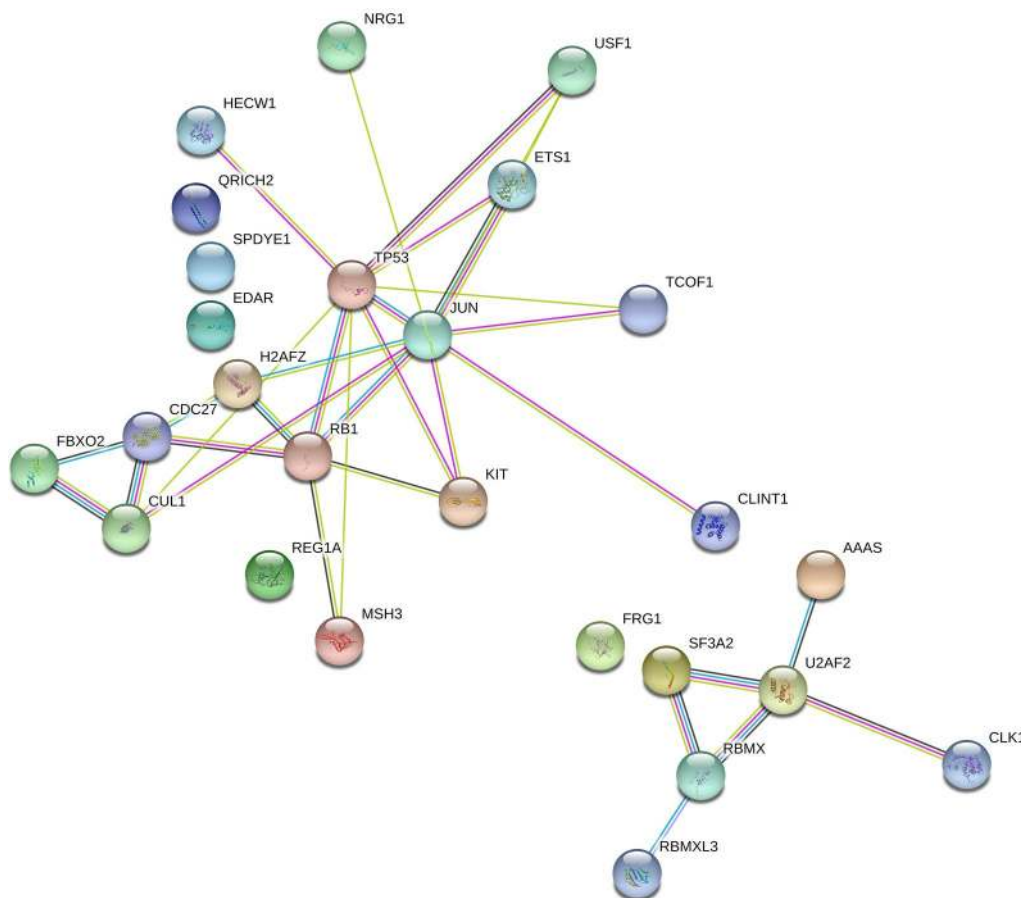 NRG1
USF1
HECW1
ETS1
QRICH2
SPDYE1
TP53
TCOF1
EDAR
JUN
H2AFZ
CDC27
RB1
FBXO2
KIT
CUL1
CLINT1
REG1A
AAAS
MSH3
FRG1
SF3A2
U2AF2
RBMX
CLK1
RBMXL3